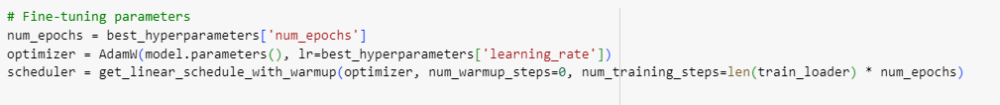 # Fine-tuning parameters
num_epochs = best_hyperparameters['num_epochs']
optimizer = AdamW(model.parameters(), lr=best_hyperparameters['learning_rate'])
scheduler = get_linear_schedule_with_warmup(optimizer, num_warmup_steps=0, num_training_steps=len(train_loader) * num_epochs)